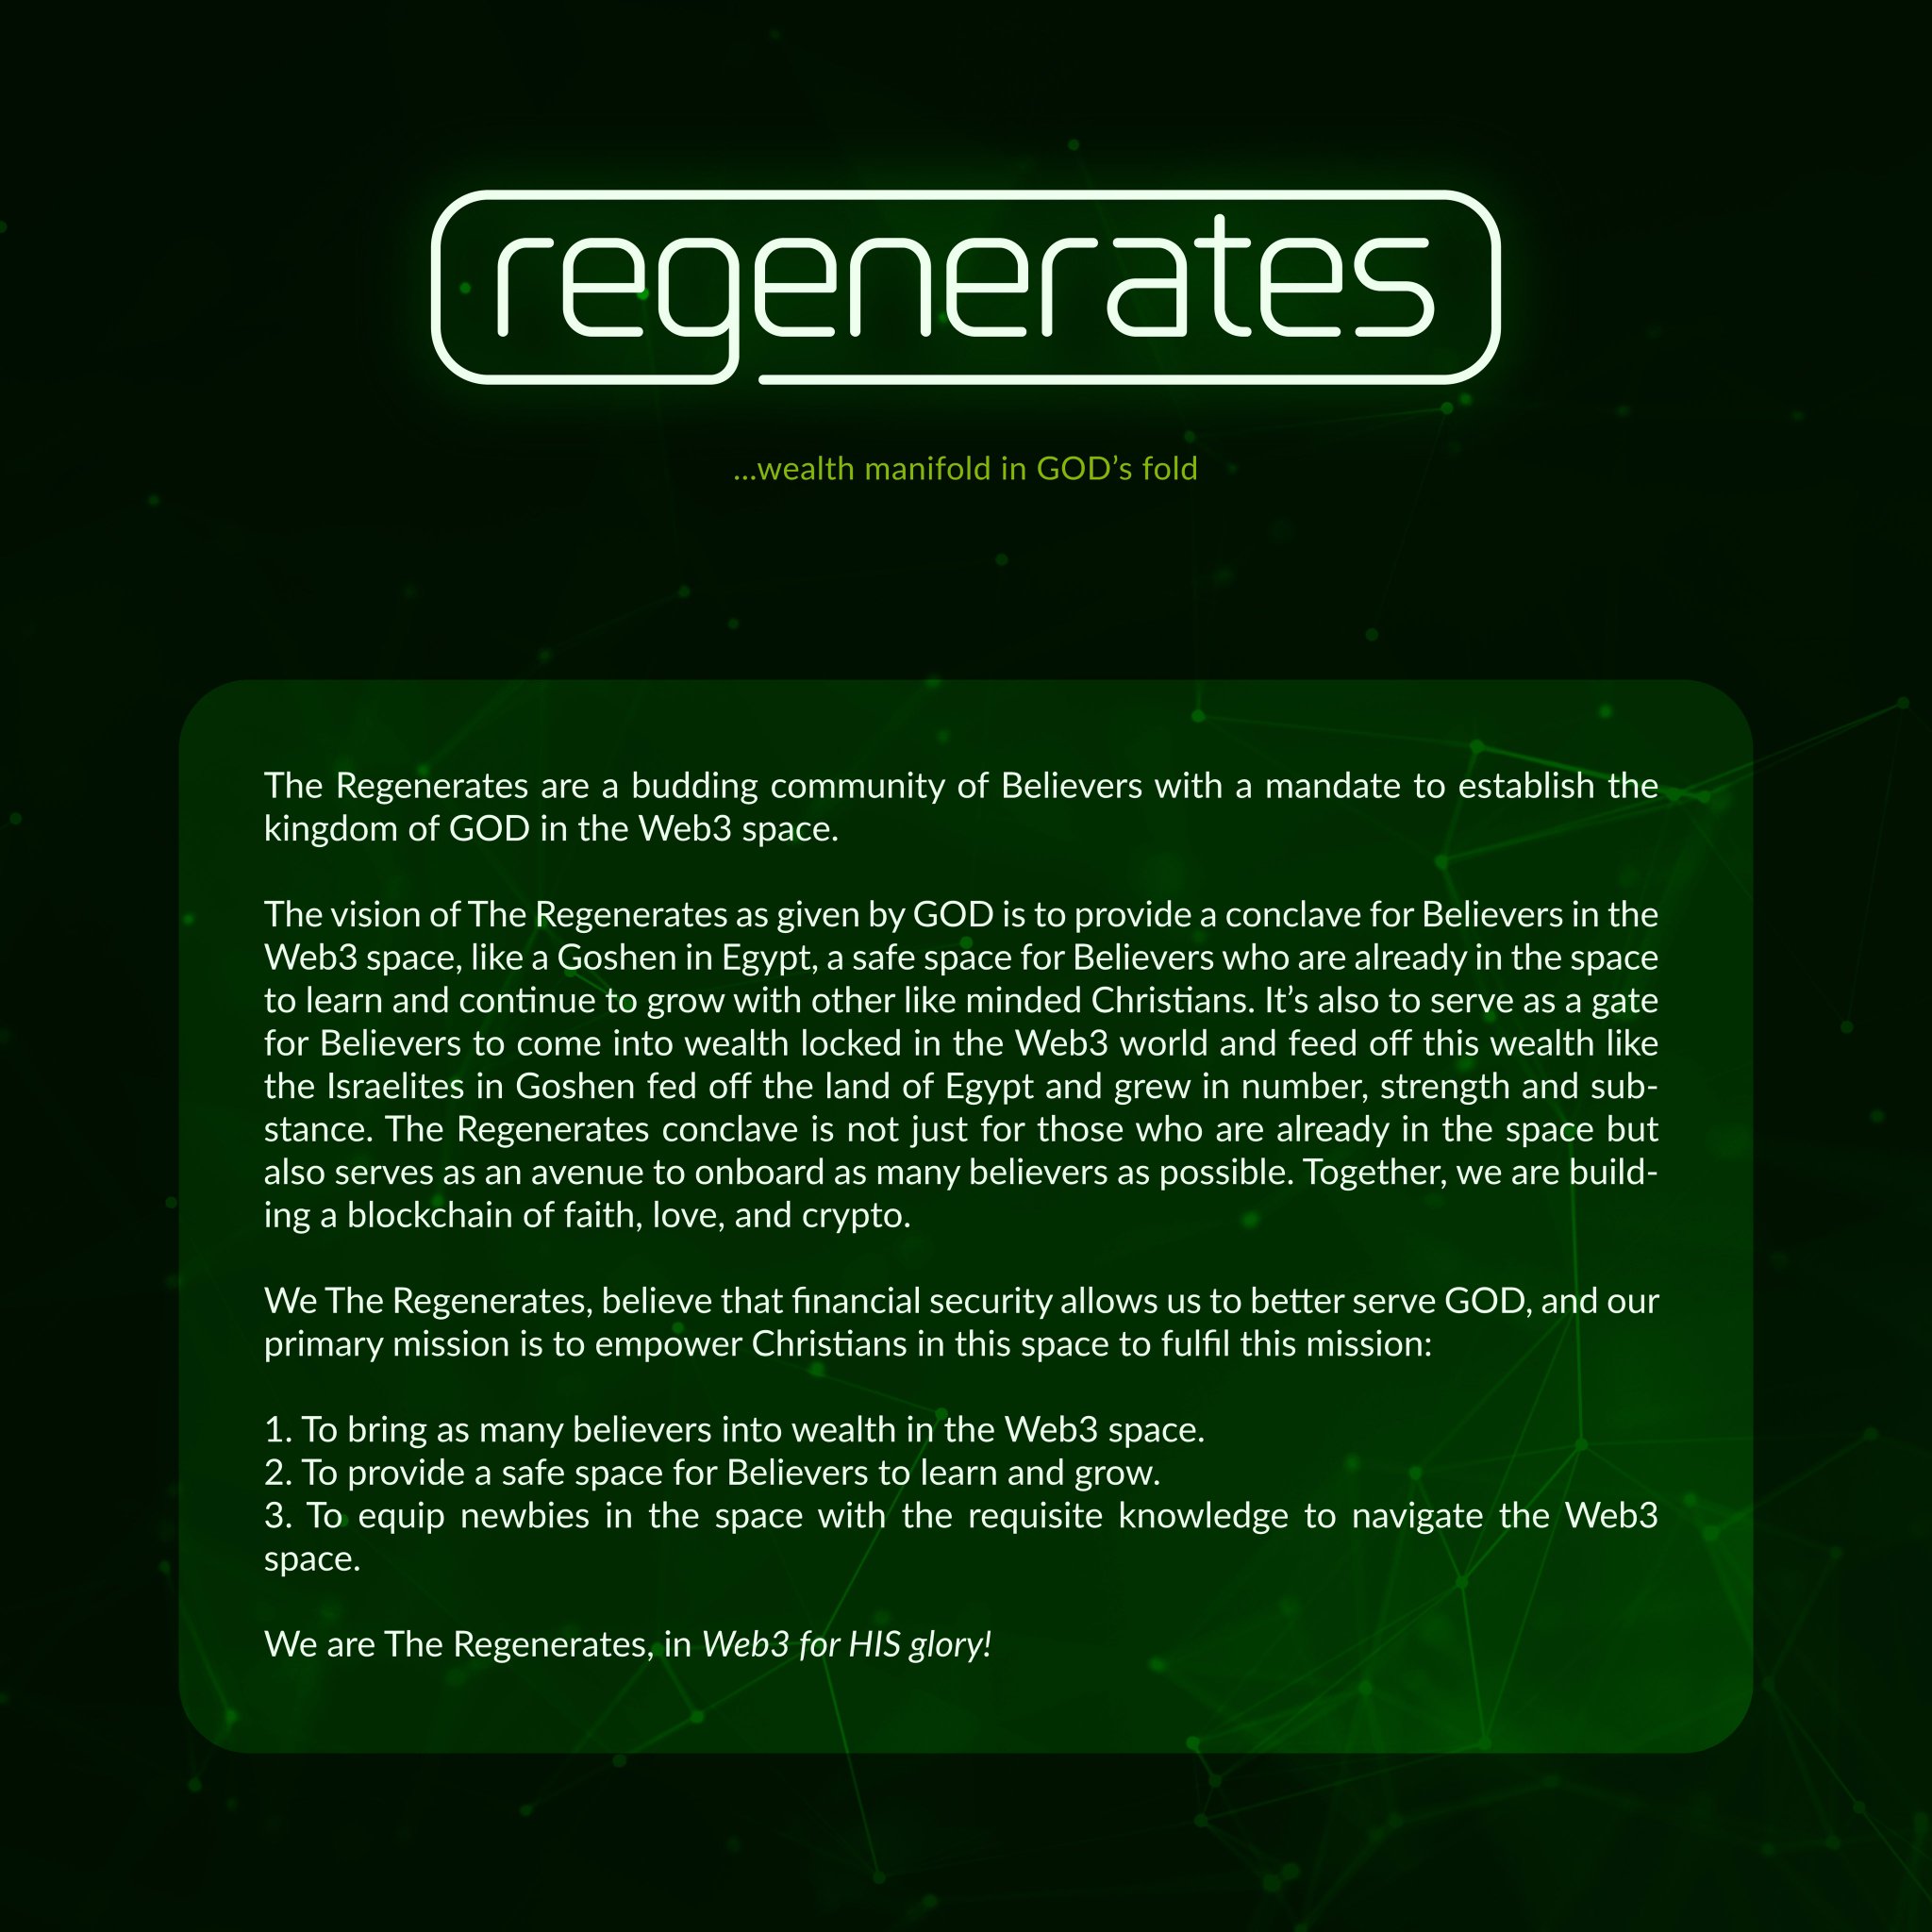 regenerates
...wealth manifold in GOD’s fold
The Regenerates are a budding community of Believers with a mandate to establish the
kingdom of GOD in the Web3 space.
The vision of The Regenerates as given by GOD is to provide a conclave for Believers in the
Web3 space, like a Goshen in Egypt, a safe space for Believers who are already in the space
to learn and continue to grow with other like minded Christians. It’s also to serve as a gate
for Believers to come into wealth locked in the Web3 world and feed off this wealth like
the Israelites in Goshen fed off the land of Egypt and grew in number, strength and sub-
stance. The Regenerates conclave is not just for those who are already in the space but
also serves as an avenue to onboard as many believers as possible. Together, we are build-
ing a blockchain of faith, love, and crypto.
We The Regenerates, believe that financial security allows us to better serve GOD, and our
primary mission is to empower Christians in this space to fulfil this mission:
1. To bring as many believers into wealth in the Web3 space.
2. To provide a safe space for Believers to learn and grow.
3. To equip newbies in the space with the requisite knowledge to navigate the Web3
space.
We are The Regenerates, in Web3 for HIS glory!